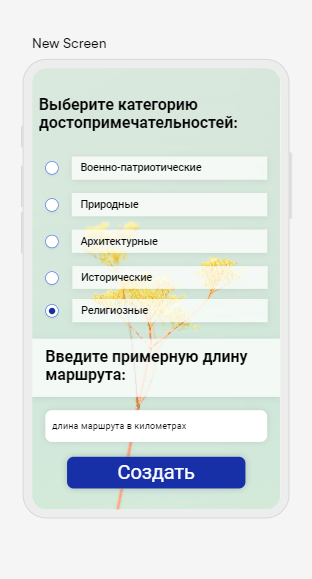 New Screen
Выберите категорию
достопримечательностей:
Военно-патриотические
Природные
Архитектурные
Исторические
Религиозные
Введите примерную длину
маршрута:
длина маршрута в километрах
Создать